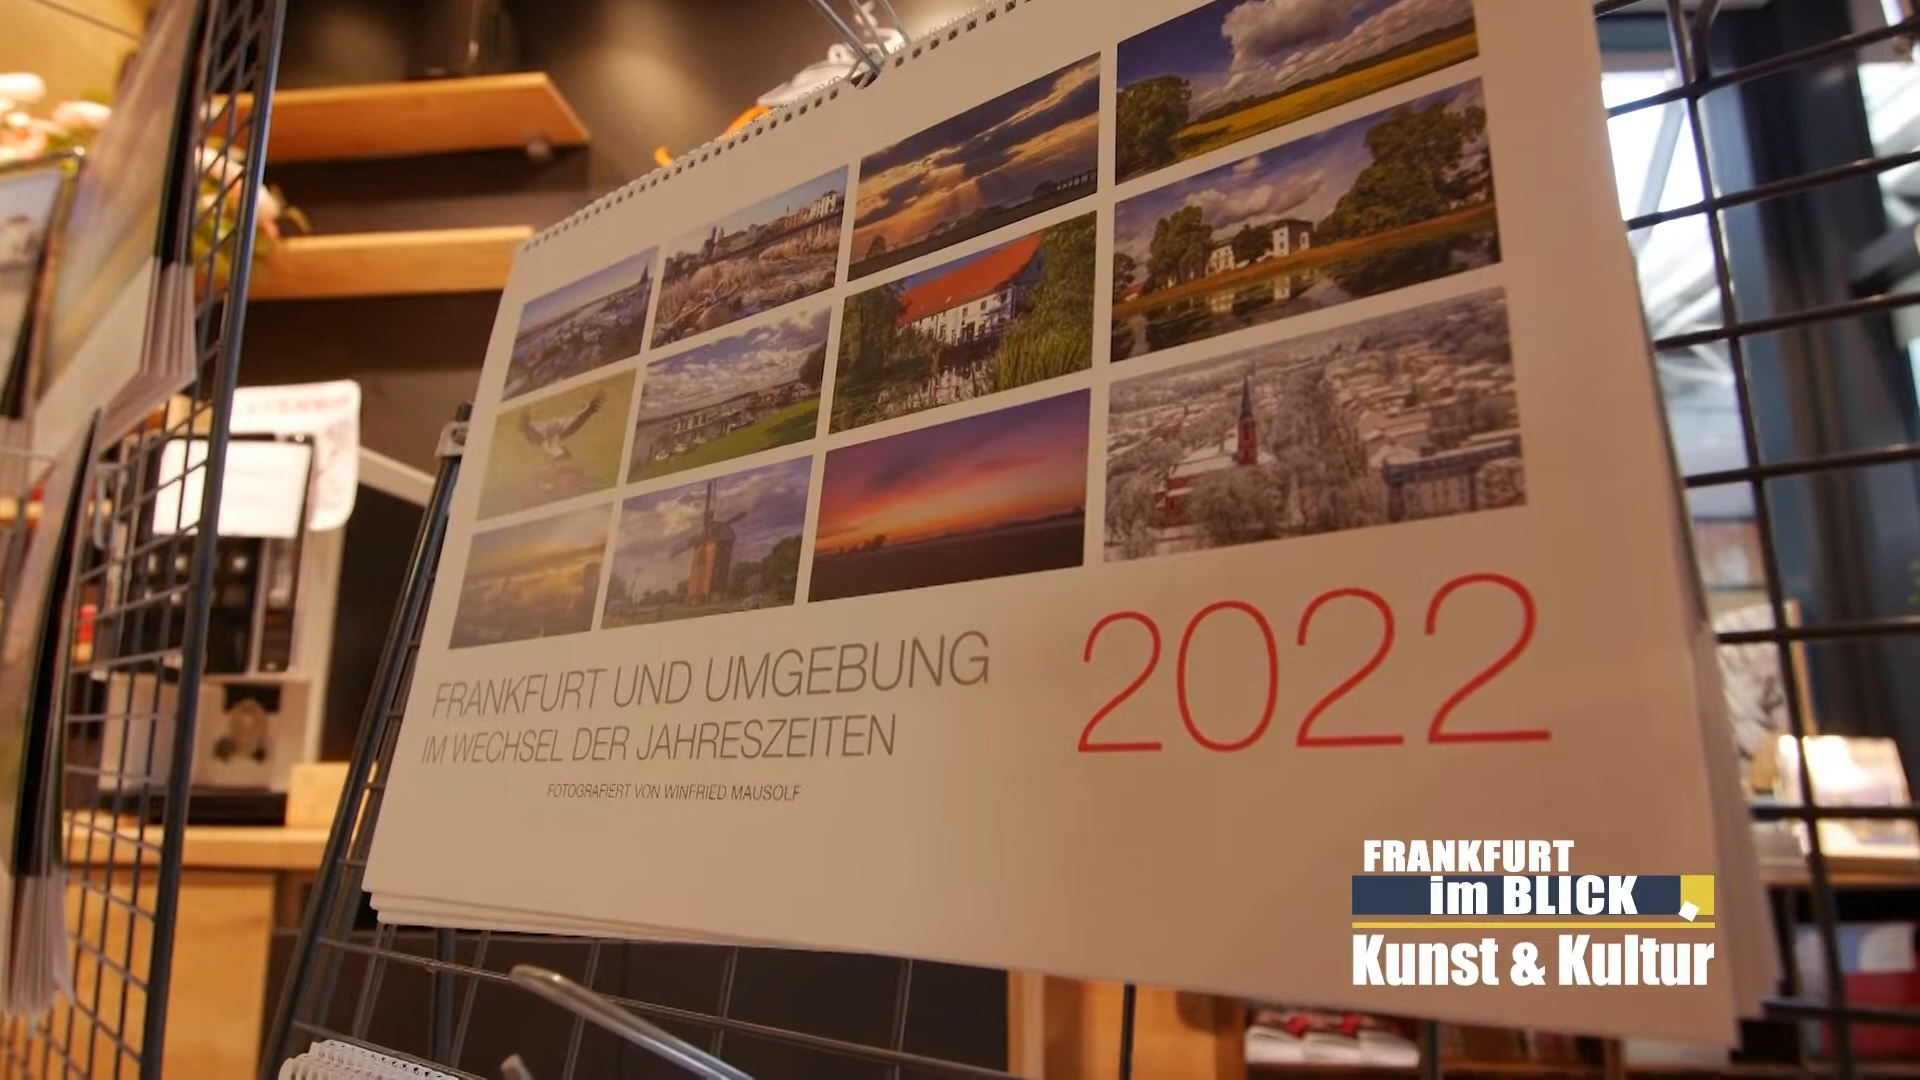 FRANKFURT UND UMGEBUNG
IM WECHSEL DER JAHRESZEITEN
FOTOGRAFIERT VON WINFRIED MAUSOLF
2022
FRANKFURT
im BLICK
Kunst & Kultur